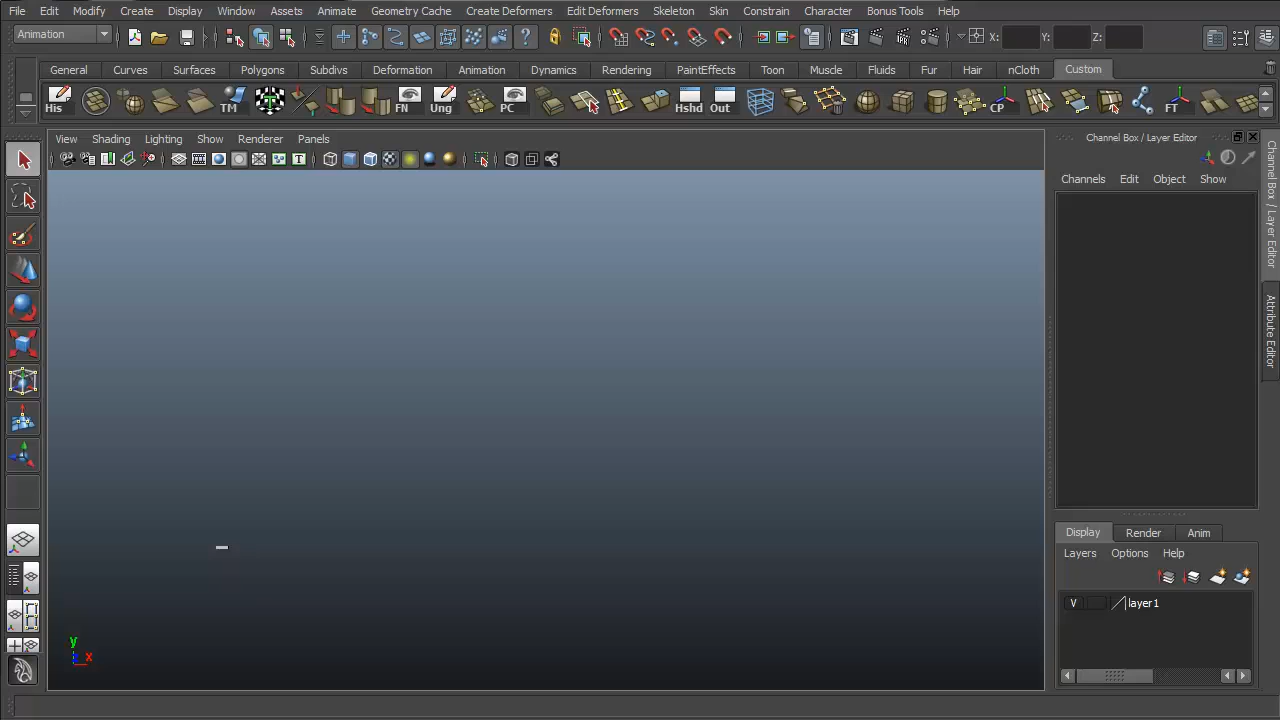 File Edit Modify Create Display Window Assets Animate Geometry Cache Create Deformers Edit Deformers Skeleton Skin Constrain Character Bonus Tools Help
Animation X: Y: Z:
General Curves Surfaces Polygons Subdivs Deformation Animation Dynamics Rendering PaintEffects Toon Muscle Fluids Fur Hair nCloth Custom
His TM FN Ung PC Hshd Out CP FT
View Shading Lighting Show Renderer Panels
Channel Box / Layer Editor
Channels Edit Object Show
Channel Box / Layer Editor
Attribute Editor
Display Render Anim
Layers Options Help
V layer1
y
x